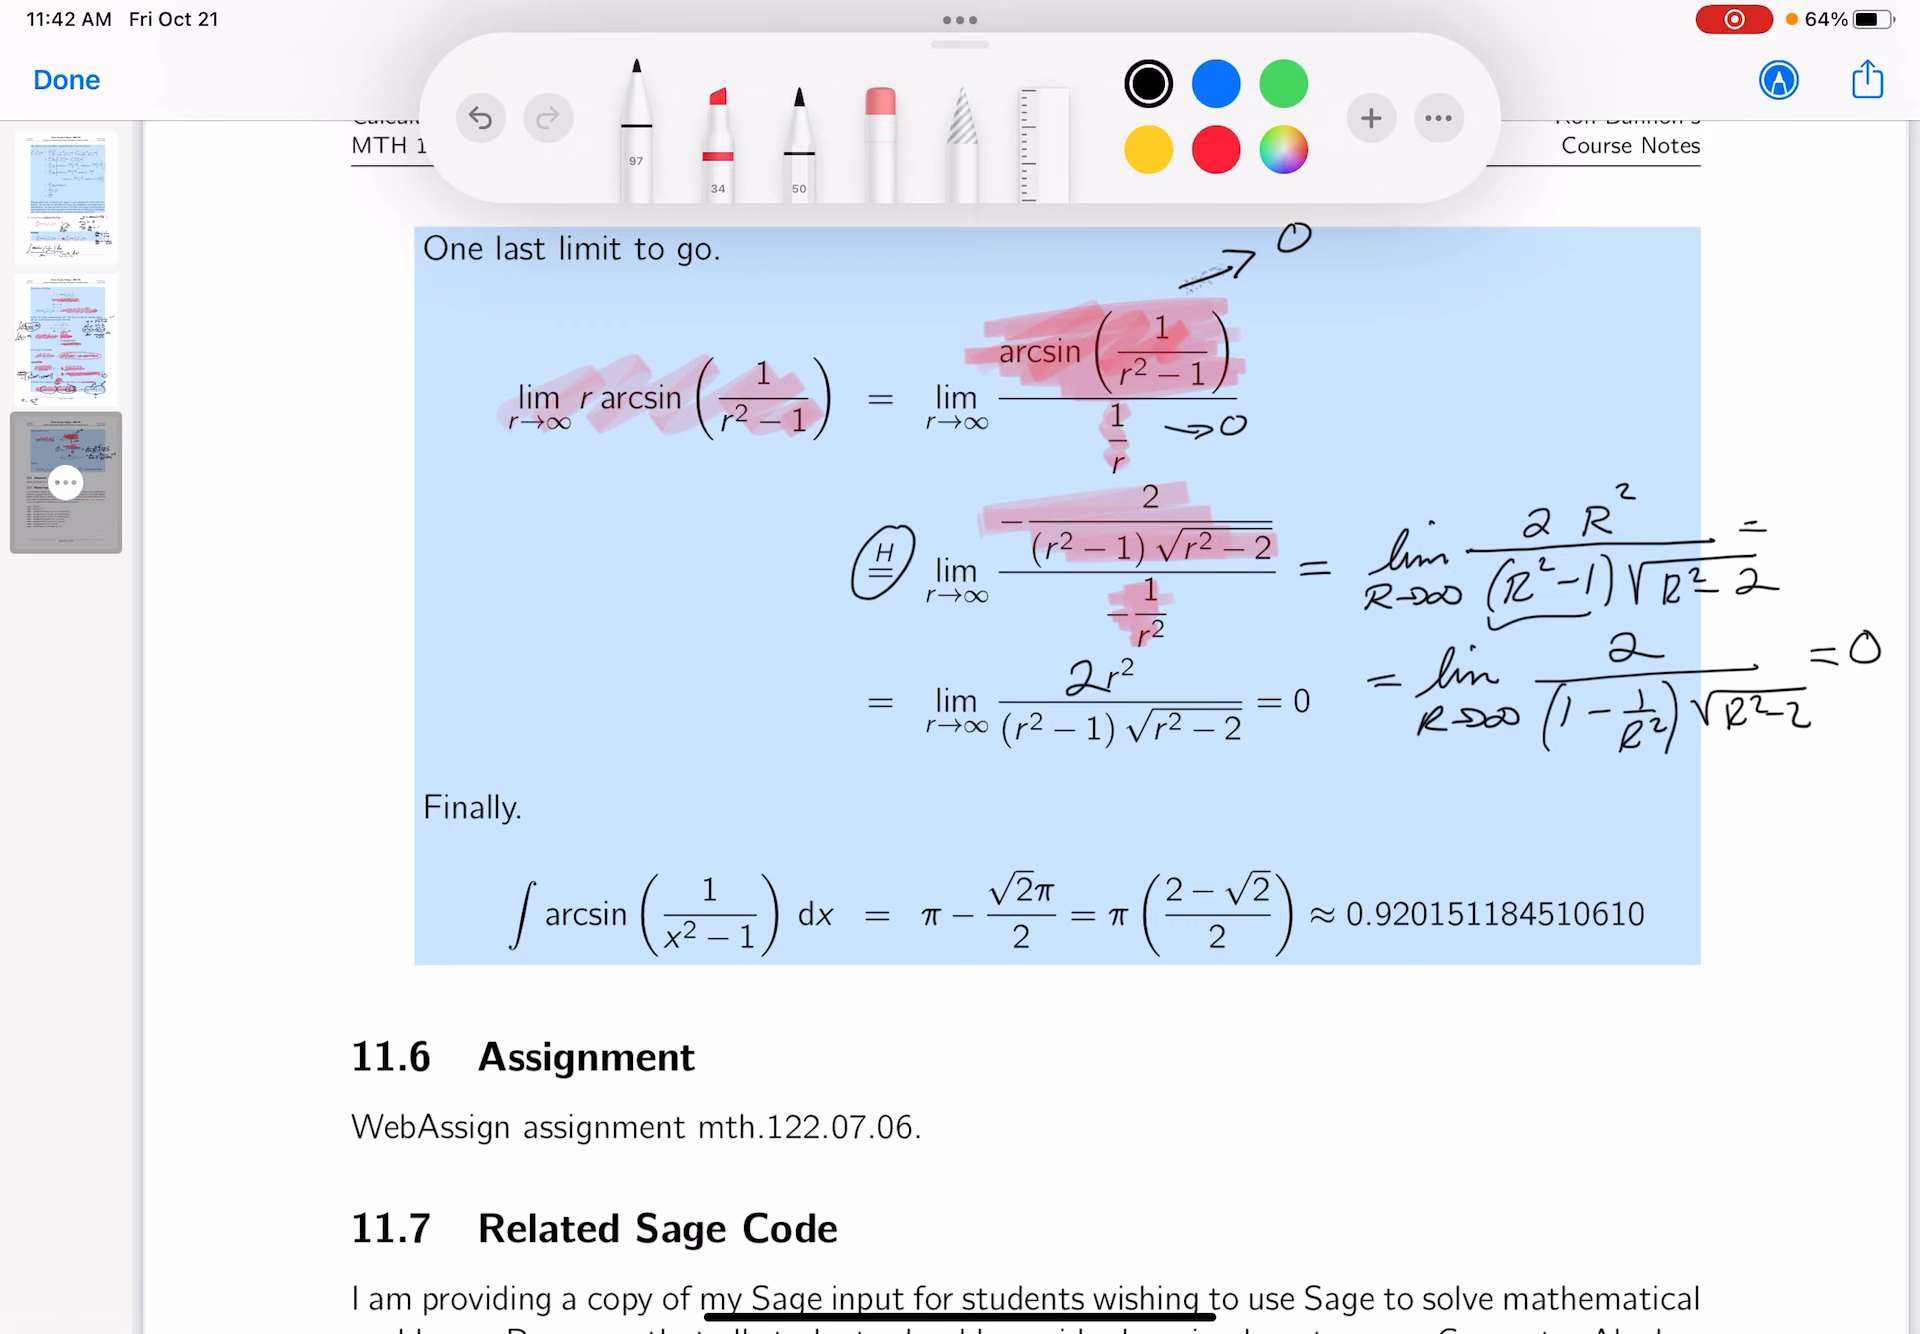 11:42 AM Fri Oct 21
64%
Done
97
34
50
MTH 1
Course Notes
One last limit to go.
→ 0
lim r→∞ r arcsin (1/(r² − 1)) = lim r→∞ arcsin (1/(r² − 1)) / (1/r) → 0
H= lim r→∞ −2/((r² − 1)√(r² − 2)) / −1/r² = lim R→∞ 2R²/((R²−1)√(R²−2)) =
= lim r→∞ 2r²/((r² − 1)√(r² − 2)) = 0
= lim R→∞ 2/((1 − 1/R²)√(R²−2)) = 0
Finally.
∫ arcsin (1/(x² − 1)) dx = π − √2π/2 = π ((2 − √2)/2) ≈ 0.920151184510610
11.6 Assignment
WebAssign assignment mth.122.07.06.
11.7 Related Sage Code
I am providing a copy of my Sage input for students wishing to use Sage to solve mathematical